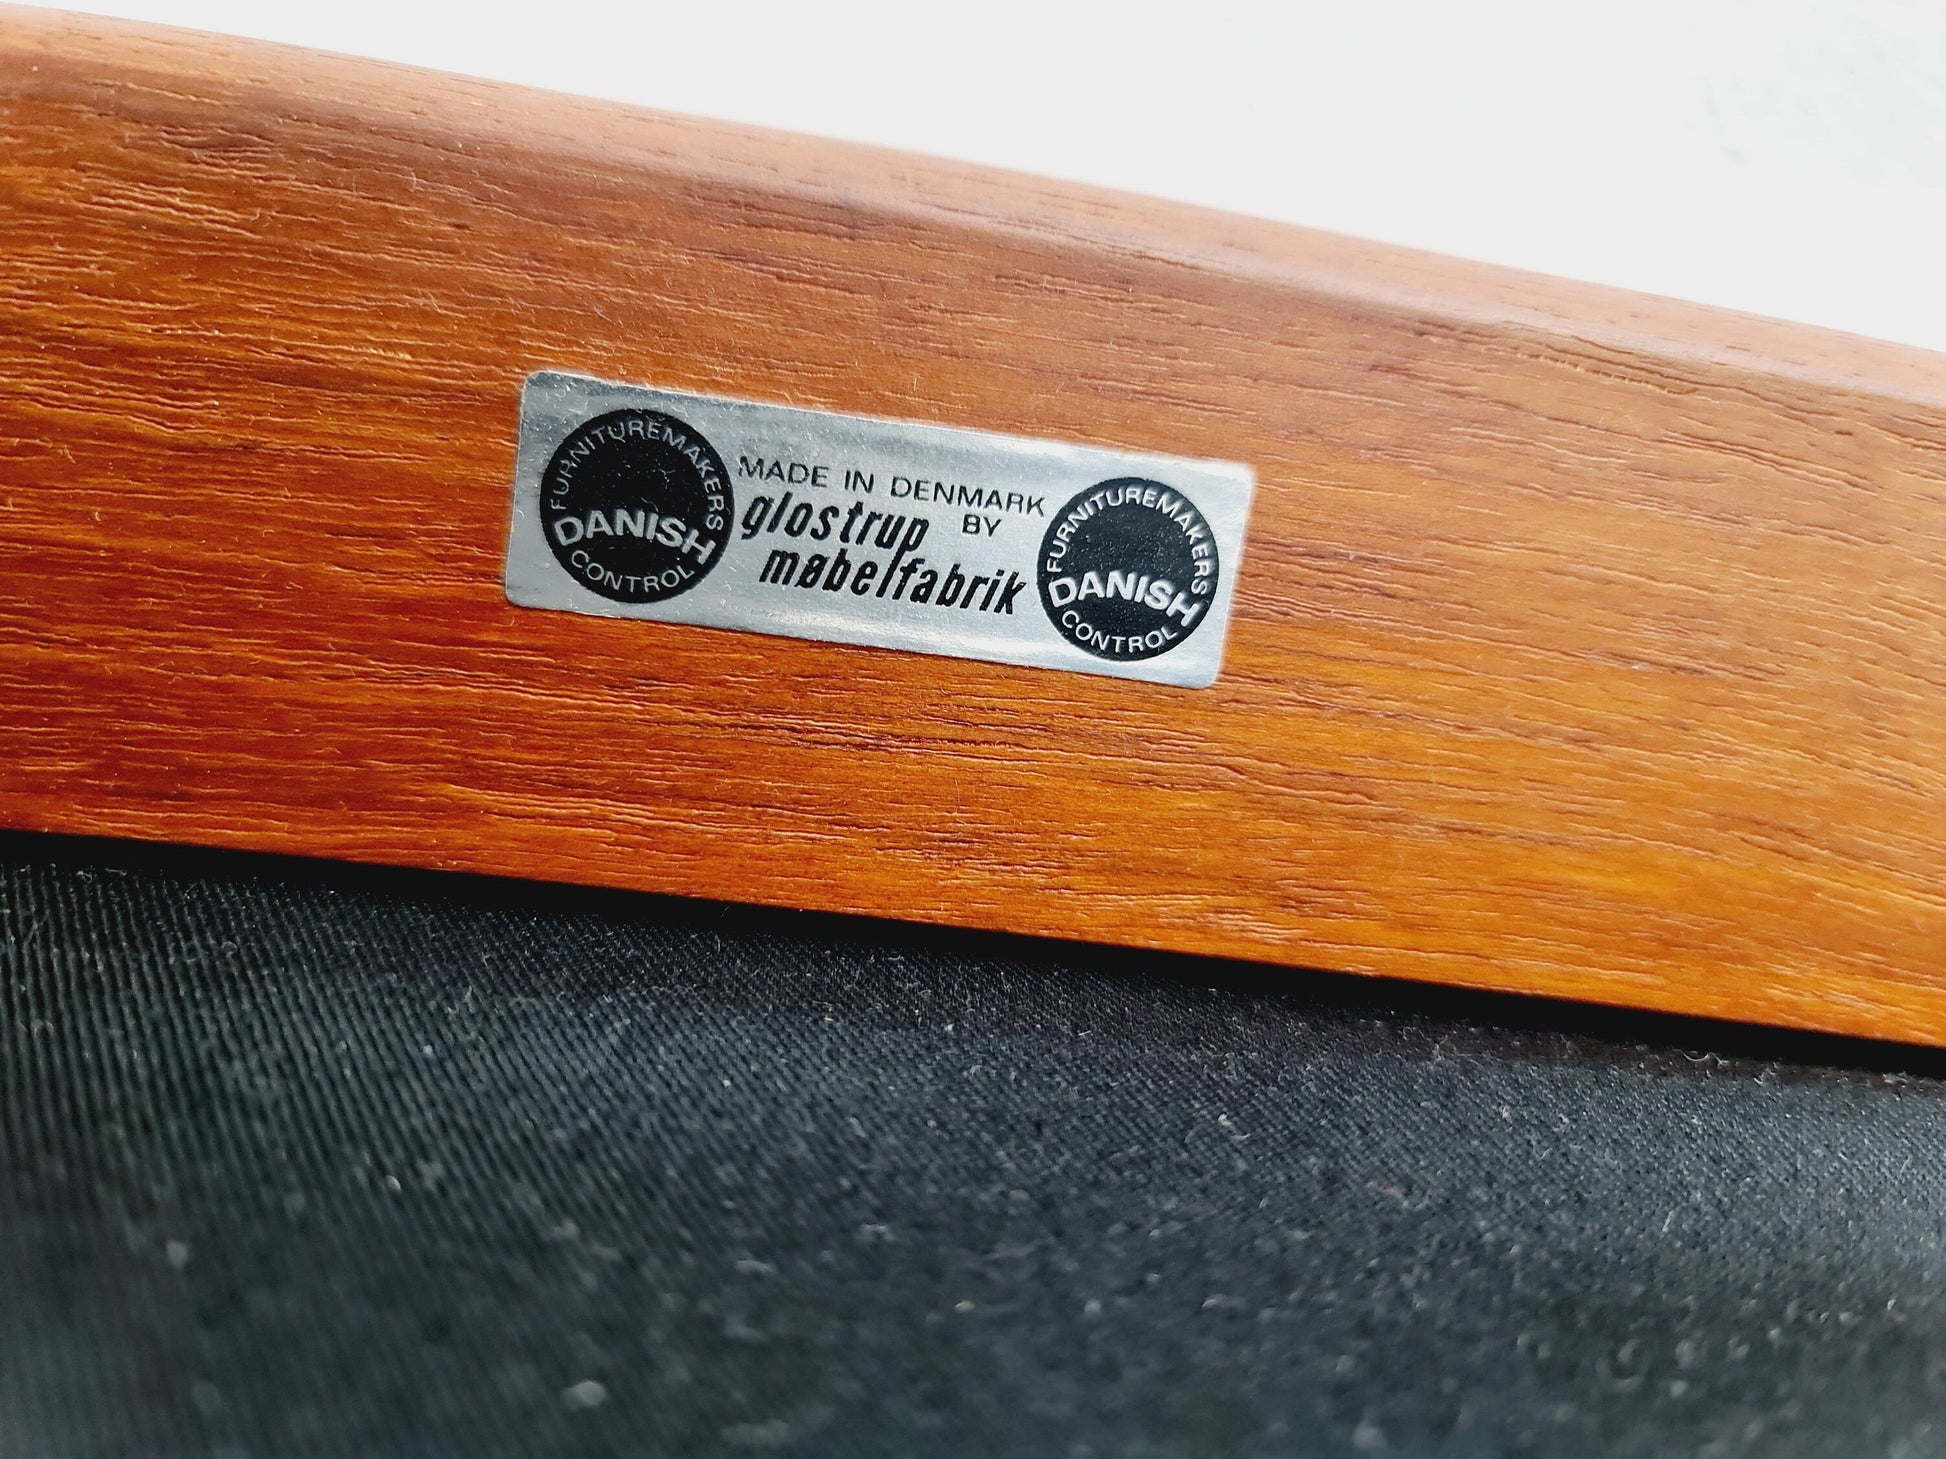 FURNITUREMAKERS
DANISH
CONTROL
MADE IN DENMARK
BY
glostrup
møbelfabrik
FURNITUREMAKERS
DANISH
CONTROL